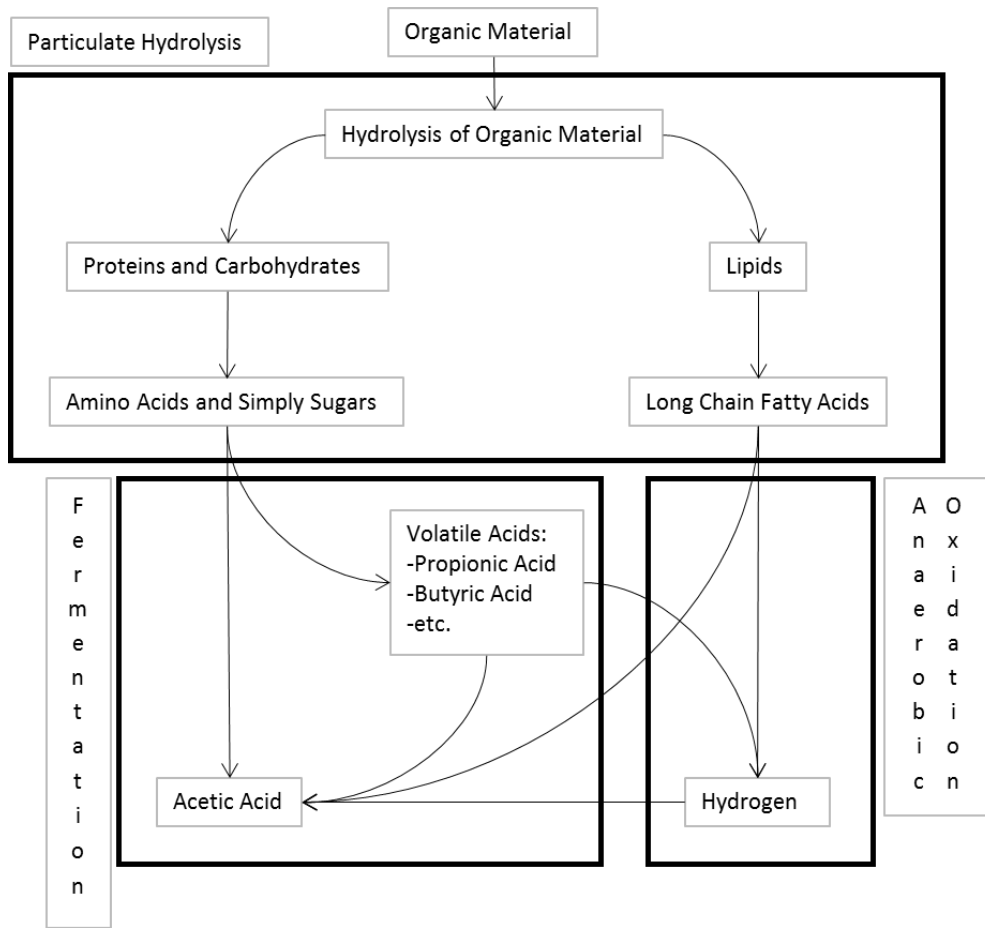 Organic Material
Particulate Hydrolysis
Hydrolysis of Organic Material
Proteins and Carbohydrates
Lipids
Amino Acids and Simply Sugars
Long Chain Fatty Acids
Fermentation
Volatile Acids:
-Propionic Acid
-Butyric Acid
-etc.
Anaerobic
Oxidation
Acetic Acid
Hydrogen